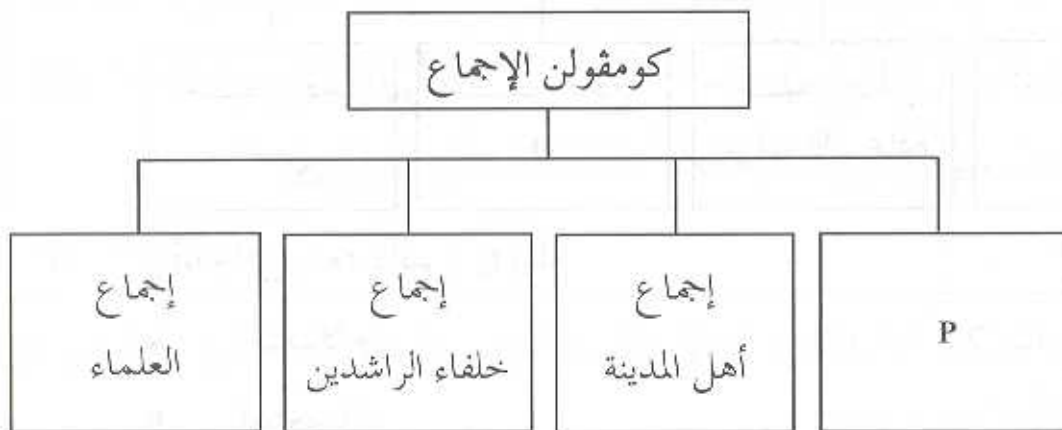 كومڤولن الإجماع
P
إجماع
أهل المدينة
إجماع
خلفاء الراشدين
إجماع
العلماء